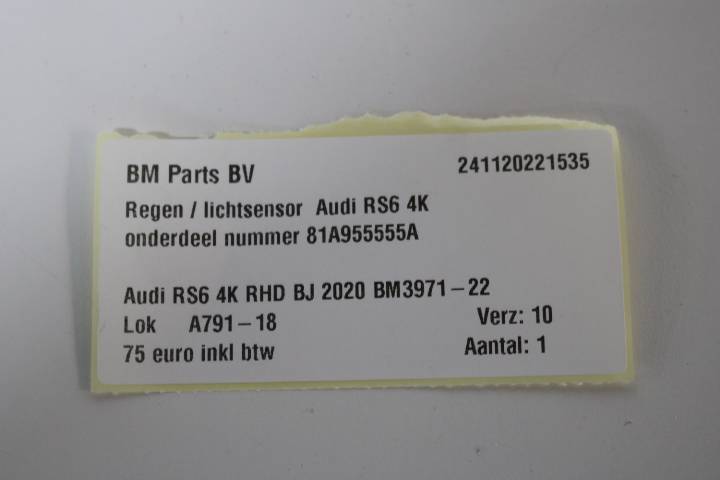 BM Parts BV 241120221535
Regen / lichtsensor Audi RS6 4K
onderdeel nummer 81A955555A
Audi RS6 4K RHD BJ 2020 BM3971-22
Lok A791-18 Verz: 10
75 euro inkl btw Aantal: 1